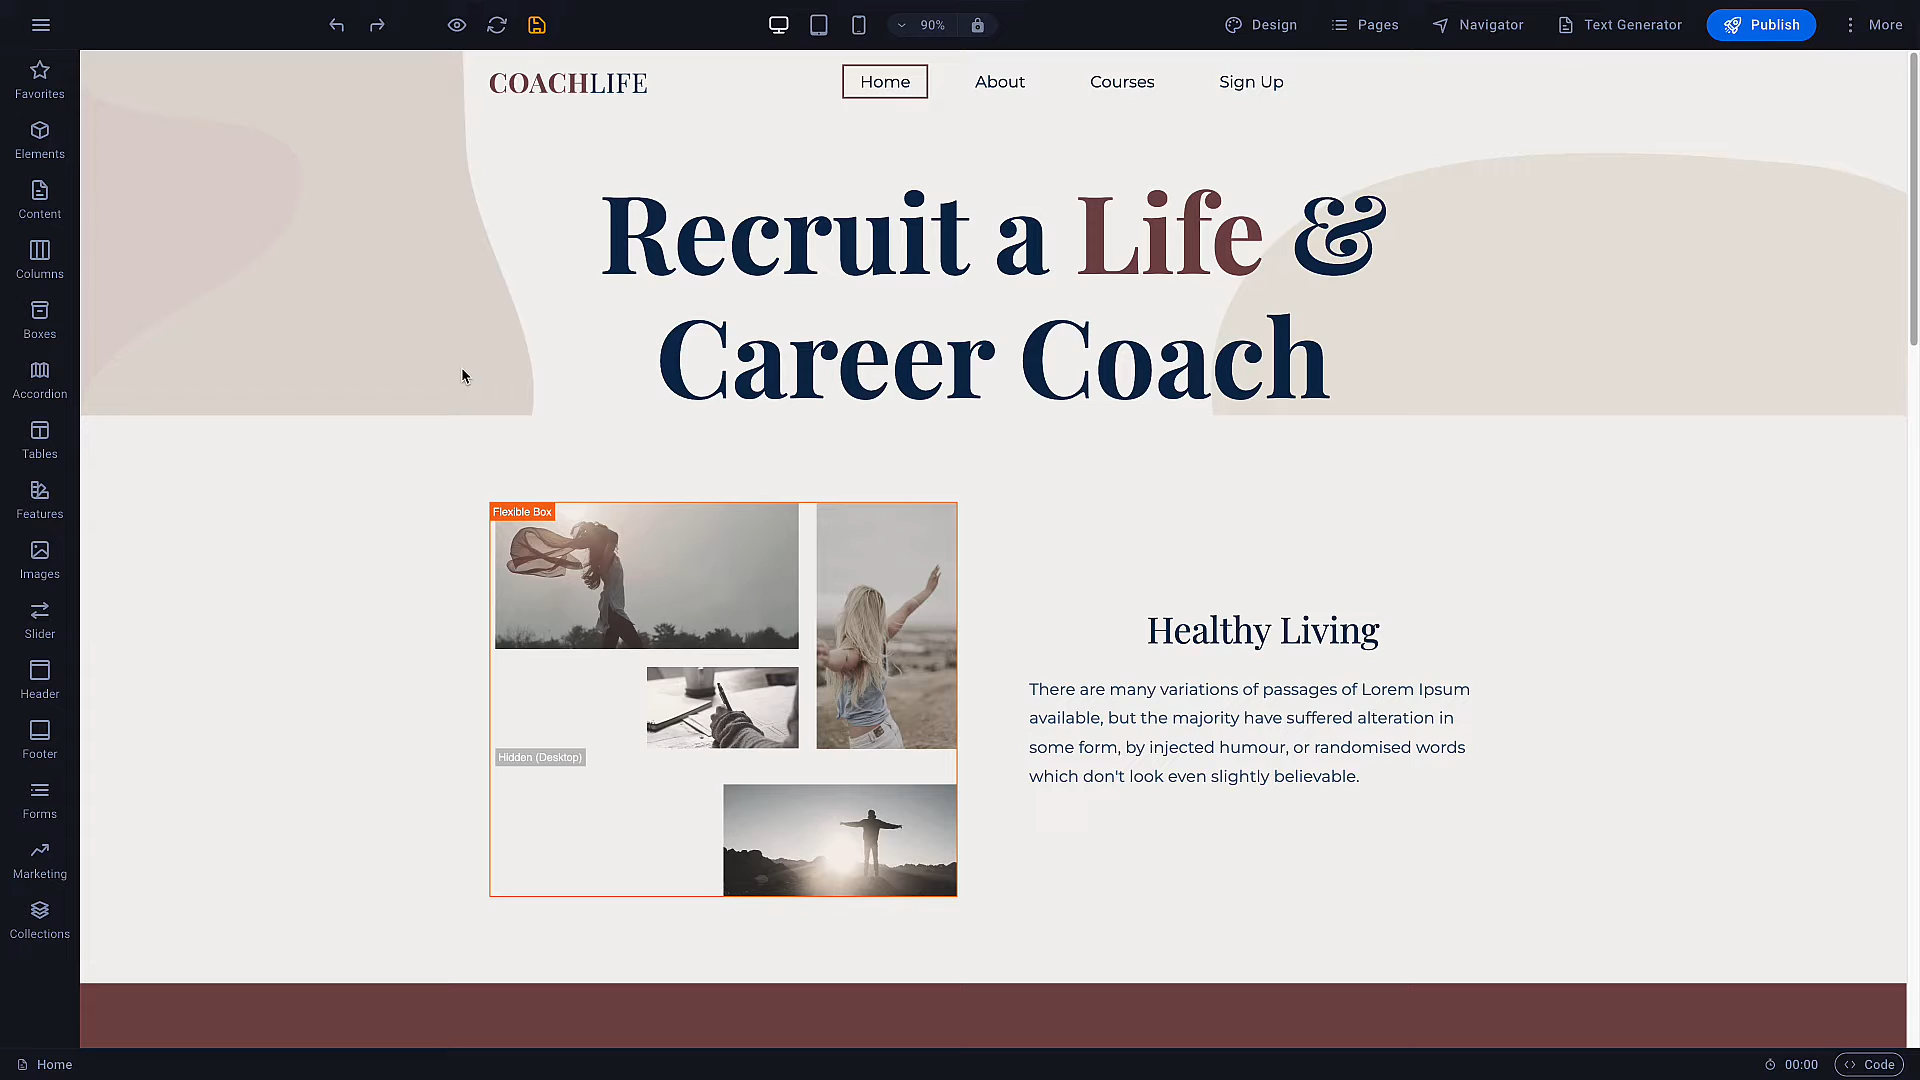 90%
Design
Pages
Navigator
Text Generator
Publish
More
Favorites
Elements
Content
Columns
Boxes
Accordion
Tables
Features
Images
Slider
Header
Footer
Forms
Marketing
Collections
COACHLIFE
Home
About
Courses
Sign Up
Recruit a Life &
Career Coach
Flexible Box
Hidden (Desktop)
Healthy Living
There are many variations of passages of Lorem Ipsum
available, but the majority have suffered alteration in
some form, by injected humour, or randomised words
which don't look even slightly believable.
Home
00:00
Code